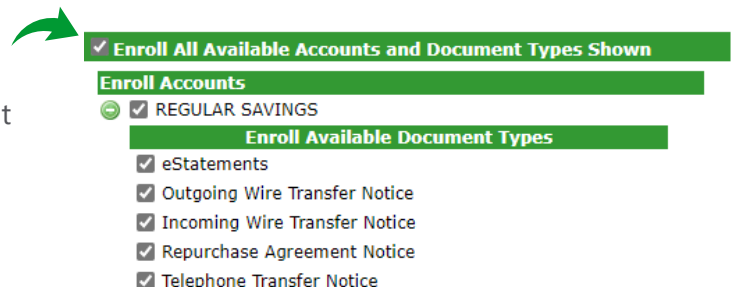 Enroll All Available Accounts and Document Types Shown
Enroll Accounts
t
REGULAR SAVINGS
Enroll Available Document Types
eStatements
Outgoing Wire Transfer Notice
Incoming Wire Transfer Notice
Repurchase Agreement Notice
Telephone Transfer Notice